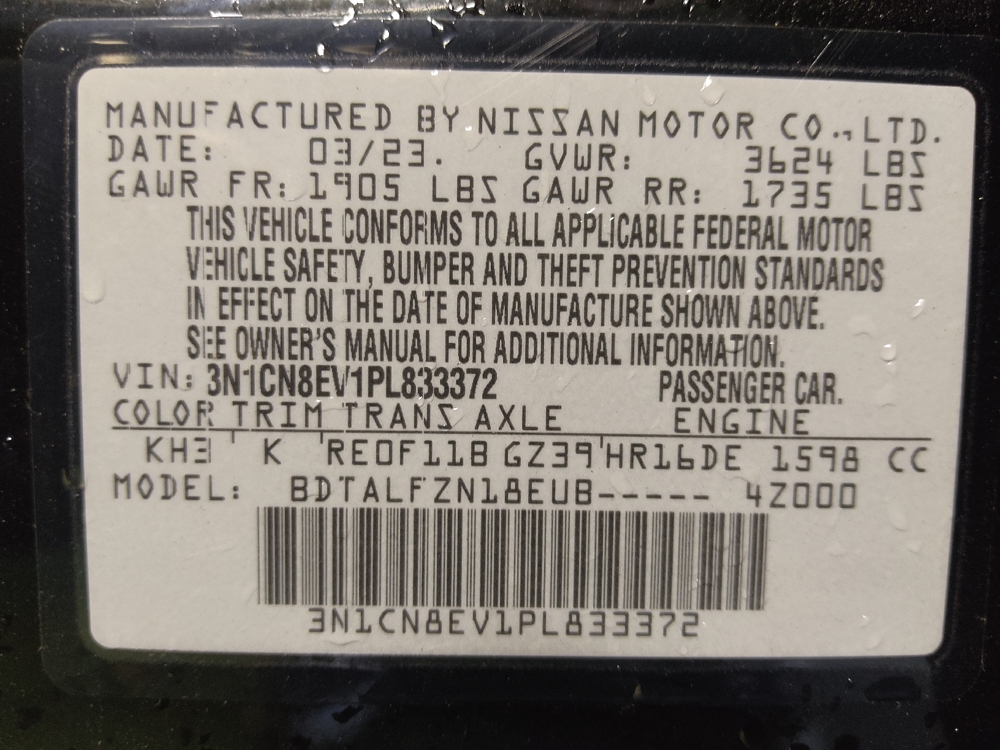 MANUFACTURED BY NISSAN MOTOR CO., LTD.
DATE: 03/23. GVWR: 3624 LBS
GAWR FR: 1905 LBS GAWR RR: 1735 LBS
THIS VEHICLE CONFORMS TO ALL APPLICABLE FEDERAL MOTOR
VEHICLE SAFETY, BUMPER AND THEFT PREVENTION STANDARDS
IN EFFECT ON THE DATE OF MANUFACTURE SHOWN ABOVE.
SEE OWNER'S MANUAL FOR ADDITIONAL INFORMATION.
VIN: 3N1CN8EV1PL833372 PASSENGER CAR.
COLOR TRIM TRANS AXLE ENGINE
KH3 K RE0F11B GZ39 HR16DE 1598 CC
MODEL: BDTALFZN18EUB----- 4Z000
3N1CN8EV1PL833372